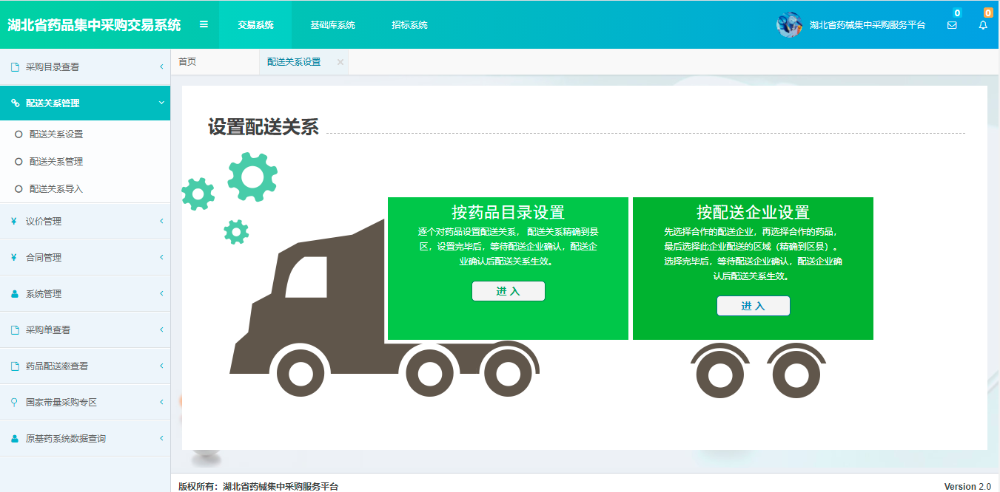 湖北省药品集中采购交易系统
交易系统
基础库系统
招标系统
湖北省药械集中采购服务平台
0
0
采购目录查看
配送关系管理
配送关系设置
配送关系管理
配送关系导入
¥ 议价管理
¥ 合同管理
系统管理
采购单查看
药品配送率查看
国家带量采购专区
原基药系统数据查询
首页
配送关系设置 ×
设置配送关系
按药品目录设置
逐个对药品设置配送关系， 配送关系精确到县
区，设置完毕后，等待配送企业确认，配送企
业确认后配送关系生效。
进 入
按配送企业设置
先选择合作的配送企业，再选择合作的药品，
最后选择此企业配送的区域（精确到区县）。
选择完毕后，等待配送企业确认，配送企业确
认后配送关系生效。
进 入
版权所有：湖北省药械集中采购服务平台
Version 2.0